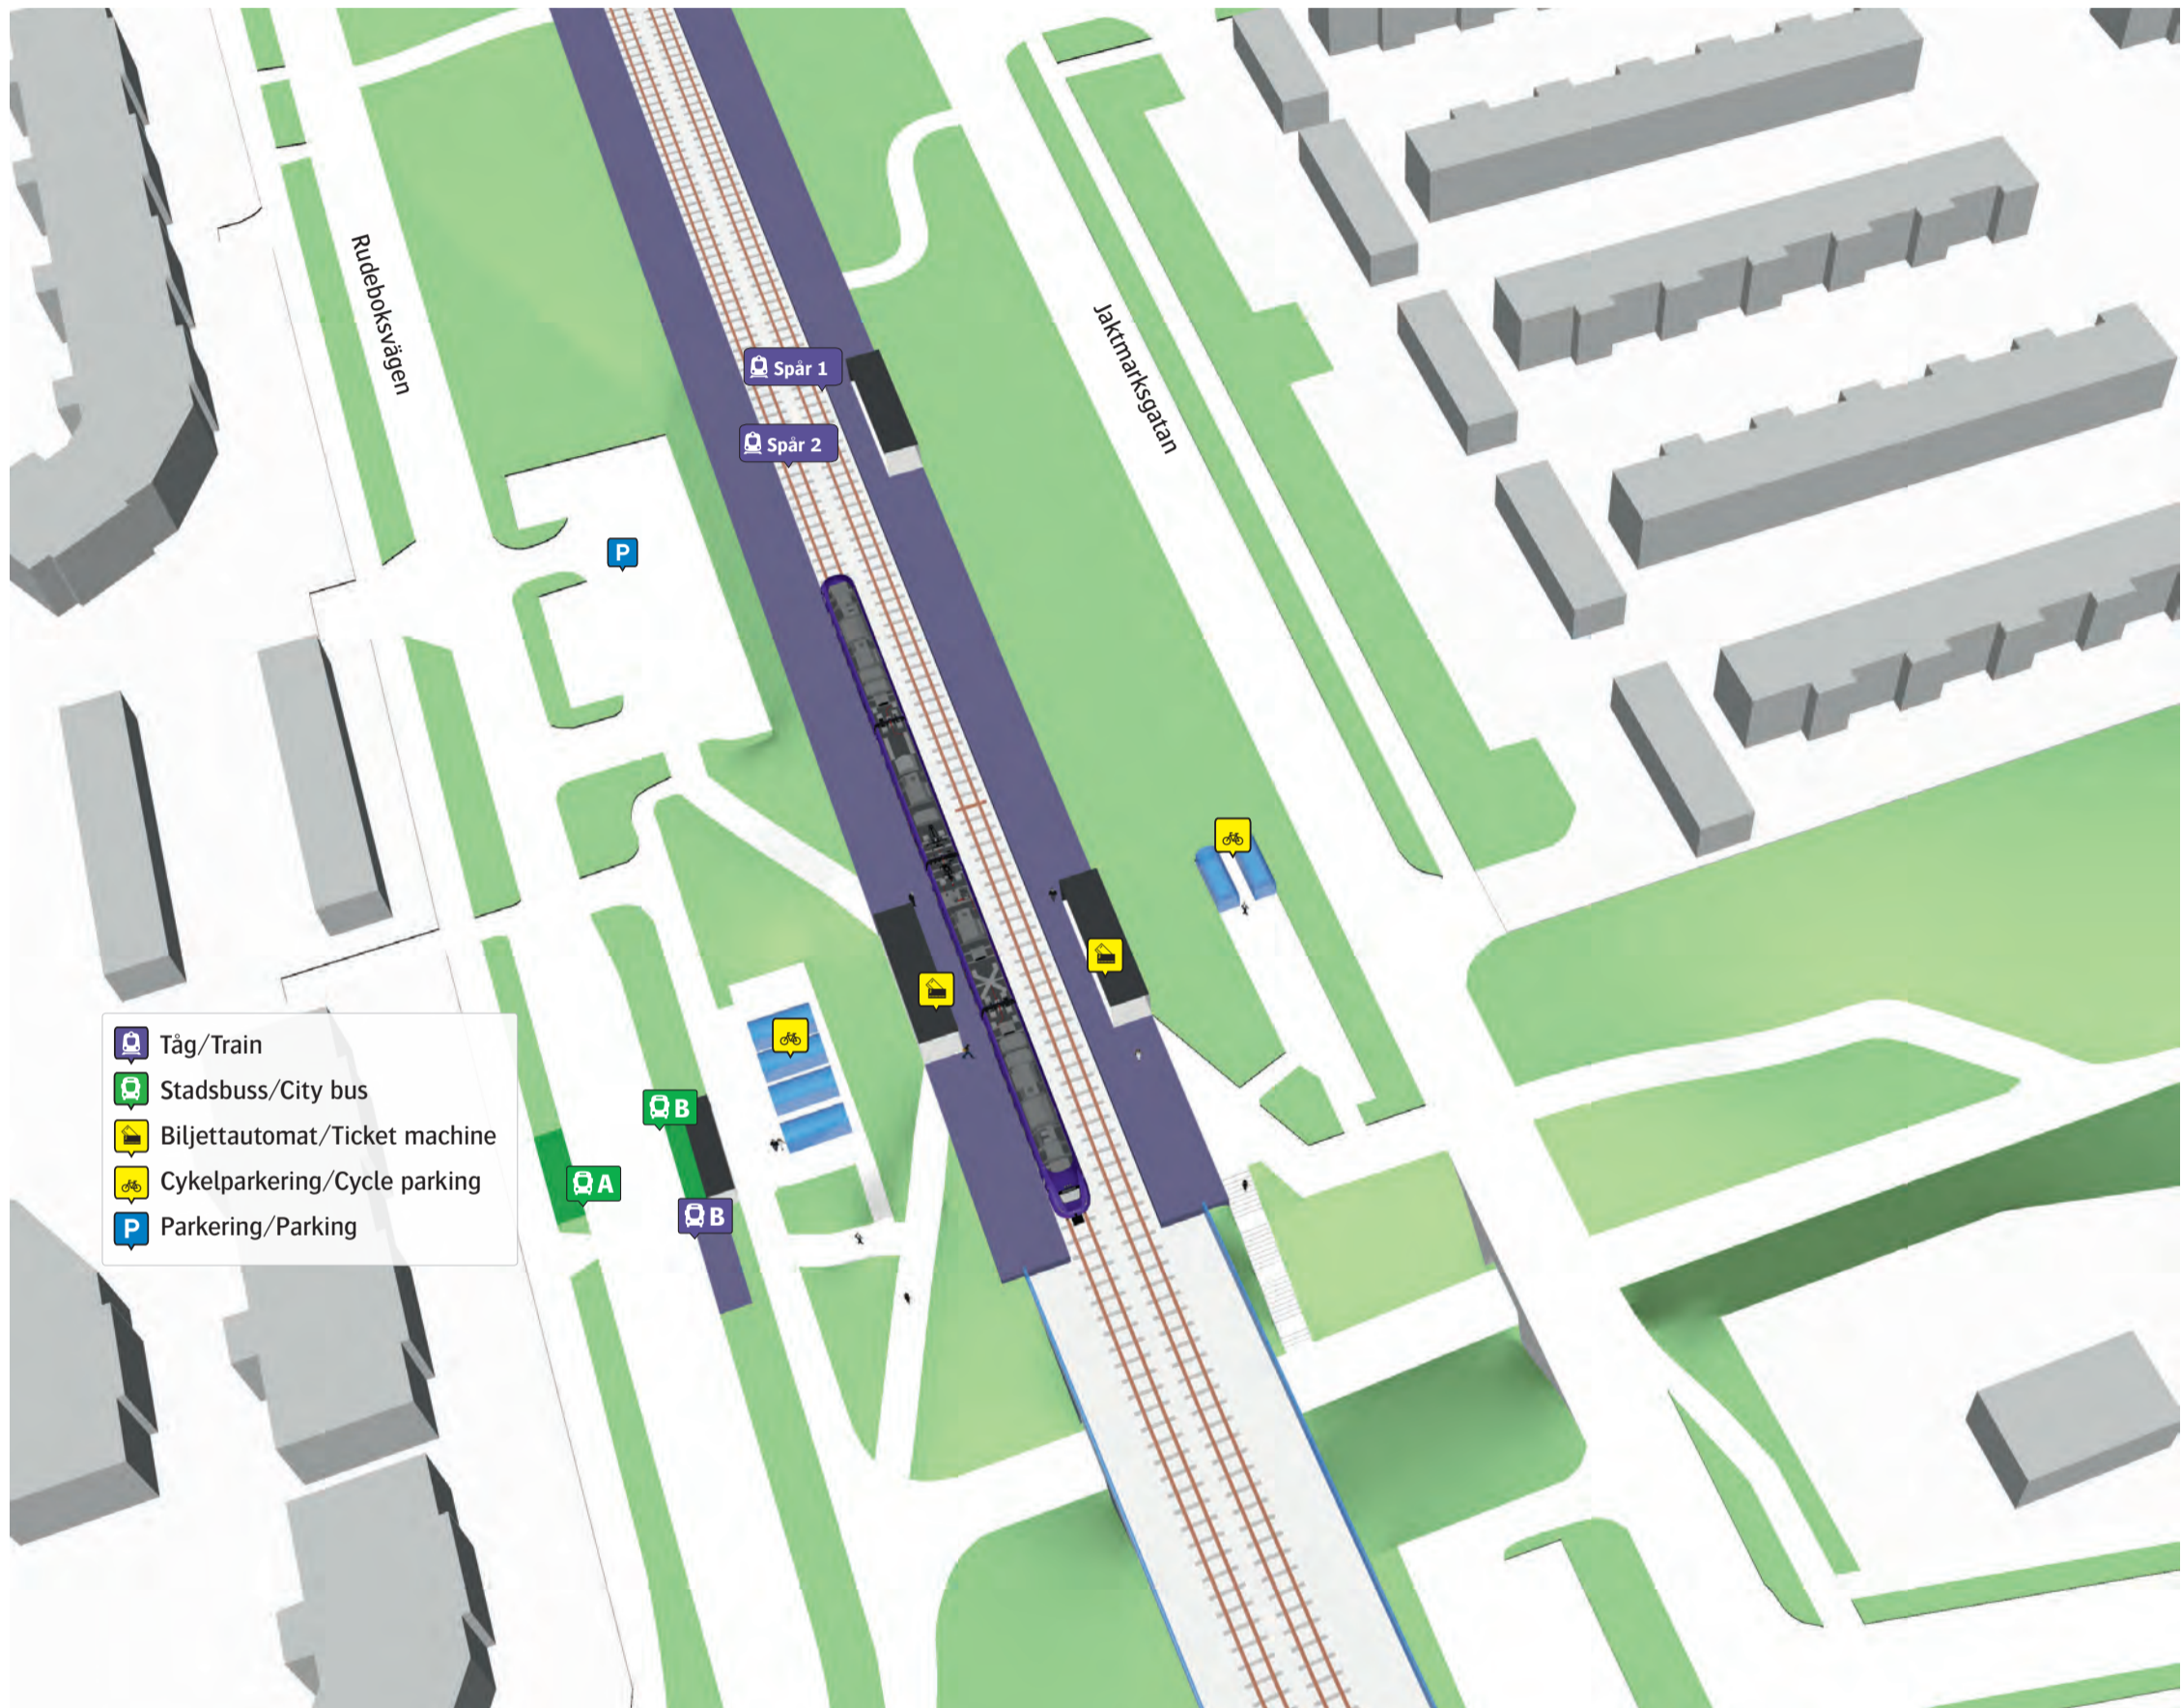 Rudeboksvägen
Jaktmarksgatan
Spår 1
Spår 2
P
B
A
B
Tåg/Train
Stadsbuss/City bus
Biljettautomat/Ticket machine
Cykelparkering/Cycle parking
P Parkering/Parking